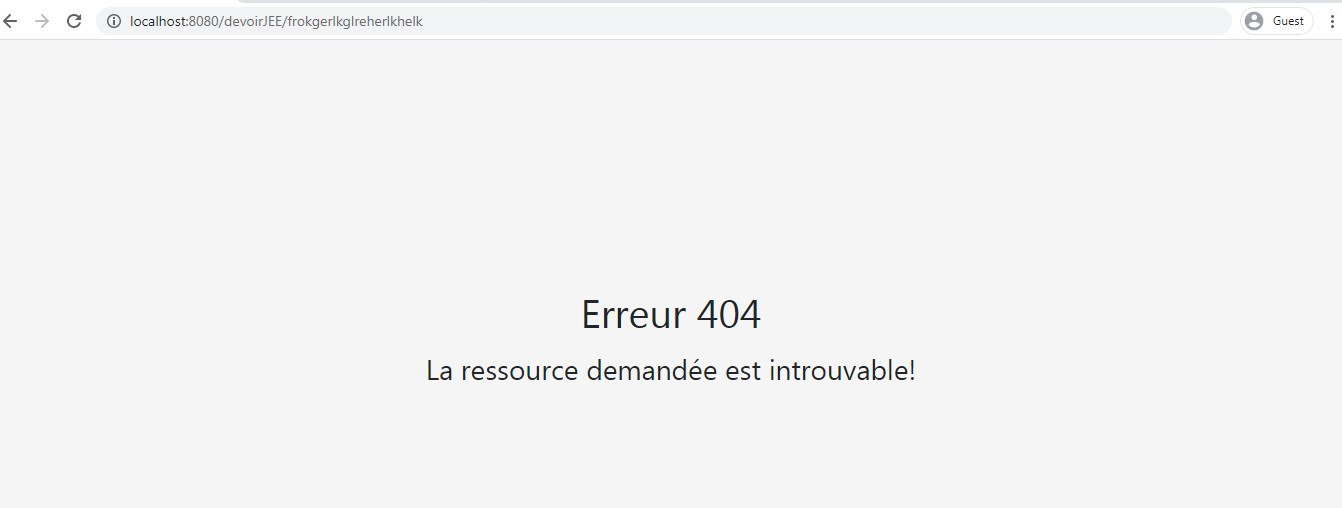 localhost:8080/devoirJEE/frokgerlkglreherlkhelk
Guest
Erreur 404
La ressource demandée est introuvable!